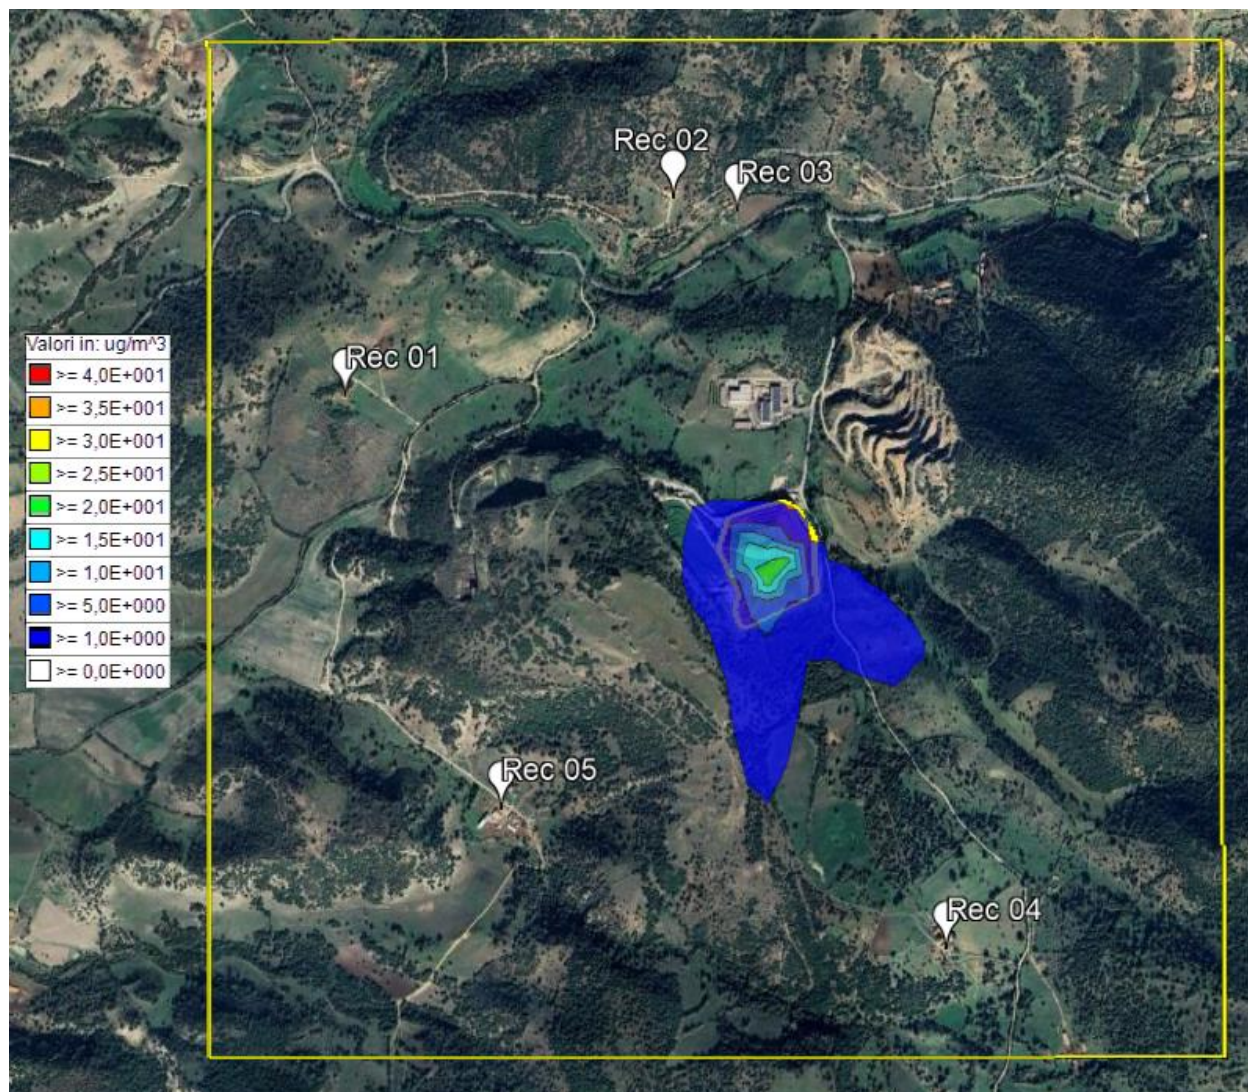 Rec 02
Rec 03
Rec 01
Valori in: ug/m^3
>= 4,0E+001
>= 3,5E+001
>= 3,0E+001
>= 2,5E+001
>= 2,0E+001
>= 1,5E+001
>= 1,0E+001
>= 5,0E+000
>= 1,0E+000
>= 0,0E+000
Rec 05
Rec 04